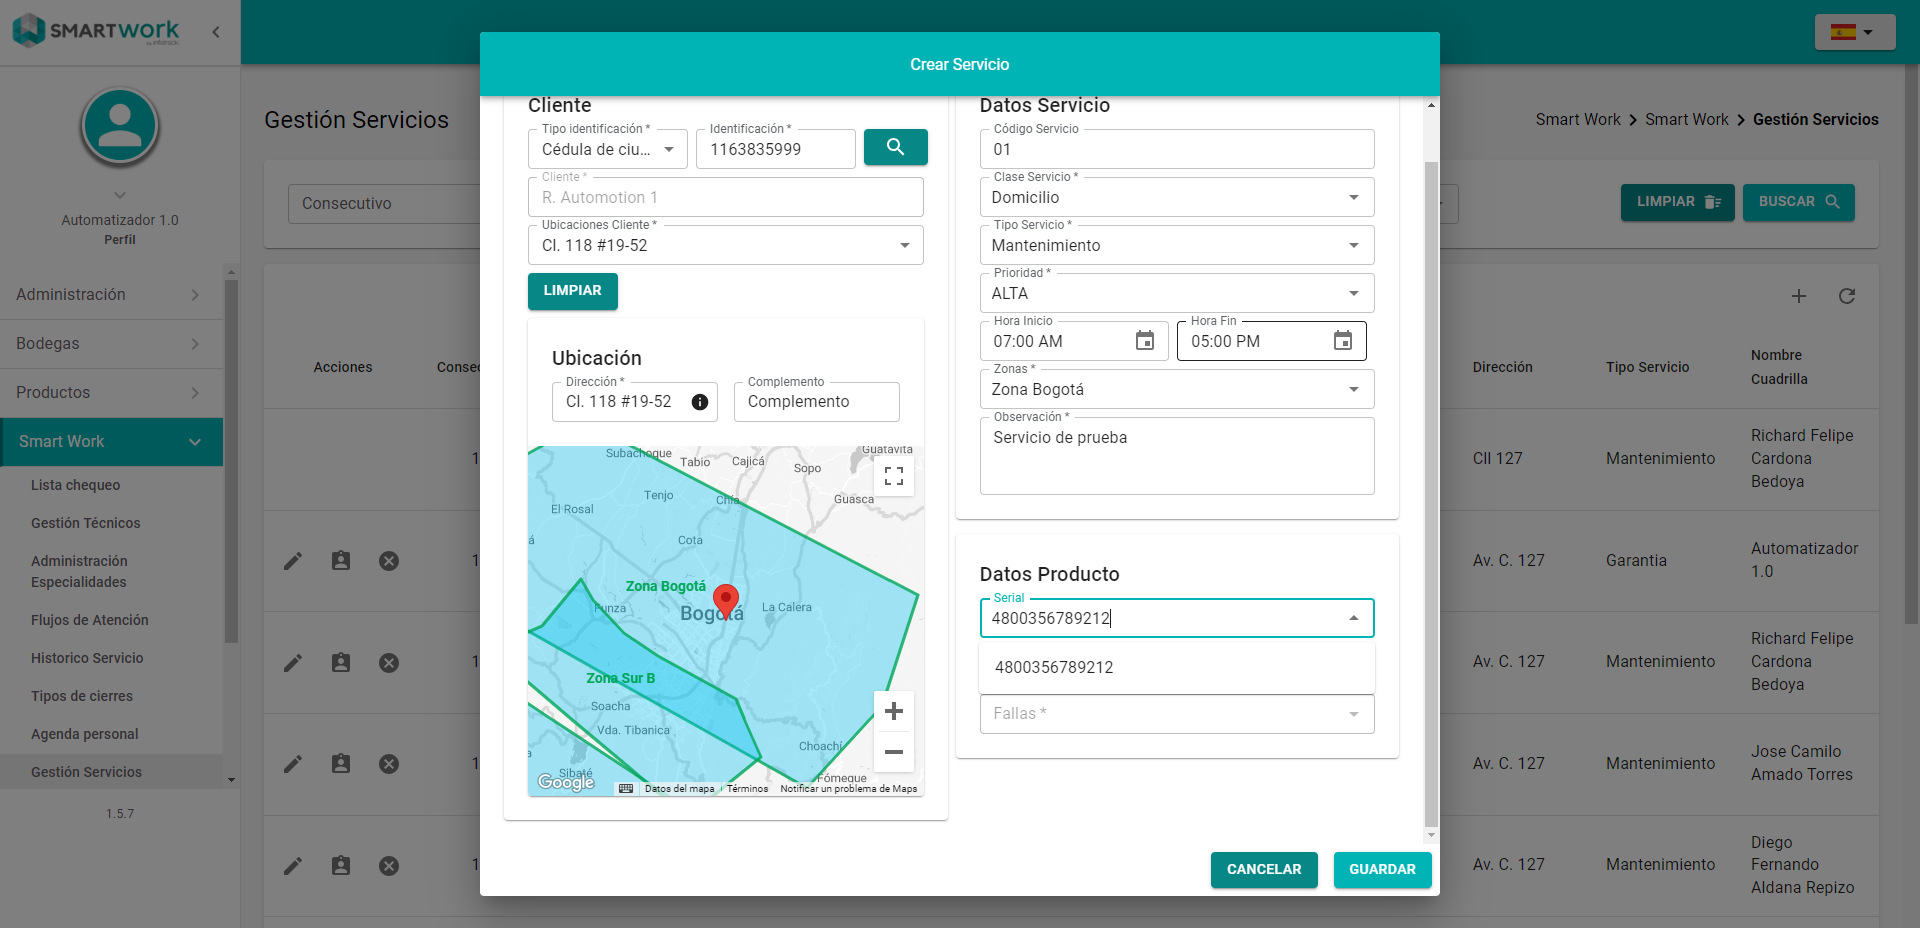 SMARTWORK
by infotrack
Automatizador 1.0
Perfil
Administración
Bodegas
Productos
Smart Work
Lista chequeo
Gestión Técnicos
Administración
Especialidades
Flujos de Atención
Historico Servicio
Tipos de cierres
Agenda personal
Gestión Servicios
1.5.7
Gestión Servicios
Smart Work > Smart Work > Gestión Servicios
Consecutivo
LIMPIAR
BUSCAR
Acciones
Dirección
Tipo Servicio
Nombre
Cuadrilla
Cll 127
Mantenimiento
Richard Felipe
Cardona
Bedoya
Av. C. 127
Garantia
Automatizador
1.0
Av. C. 127
Mantenimiento
Richard Felipe
Cardona
Bedoya
Av. C. 127
Mantenimiento
Jose Camilo
Amado Torres
Av. C. 127
Mantenimiento
Diego
Fernando
Aldana Repizo
Crear Servicio
Cliente
Tipo identificación *
Cédula de ciu...
Identificación *
1163835999
Cliente *
R. Automotion 1
Ubicaciones Cliente *
Cl. 118 #19-52
LIMPIAR
Ubicación
Dirección *
Cl. 118 #19-52
Complemento
Complemento
Subachoque
Tabio
Cajicá
Sopo
Guatavita
Tenjo
Chía
Guasca
El Rosal
Cota
Zona Bogotá
Funza
Bogotá
La Calera
Zona Sur B
Soacha
Vda. Tibanica
Choachí
Sibaté
Fómeque
Google
Datos del mapa
Términos
Notificar un problema de Maps
Datos Servicio
Código Servicio
01
Clase Servicio *
Domicilio
Tipo Servicio *
Mantenimiento
Prioridad *
ALTA
Hora Inicio
07:00 AM
Hora Fin
05:00 PM
Zonas *
Zona Bogotá
Observación *
Servicio de prueba
Datos Producto
Serial
4800356789212
4800356789212
Fallas *
CANCELAR
GUARDAR